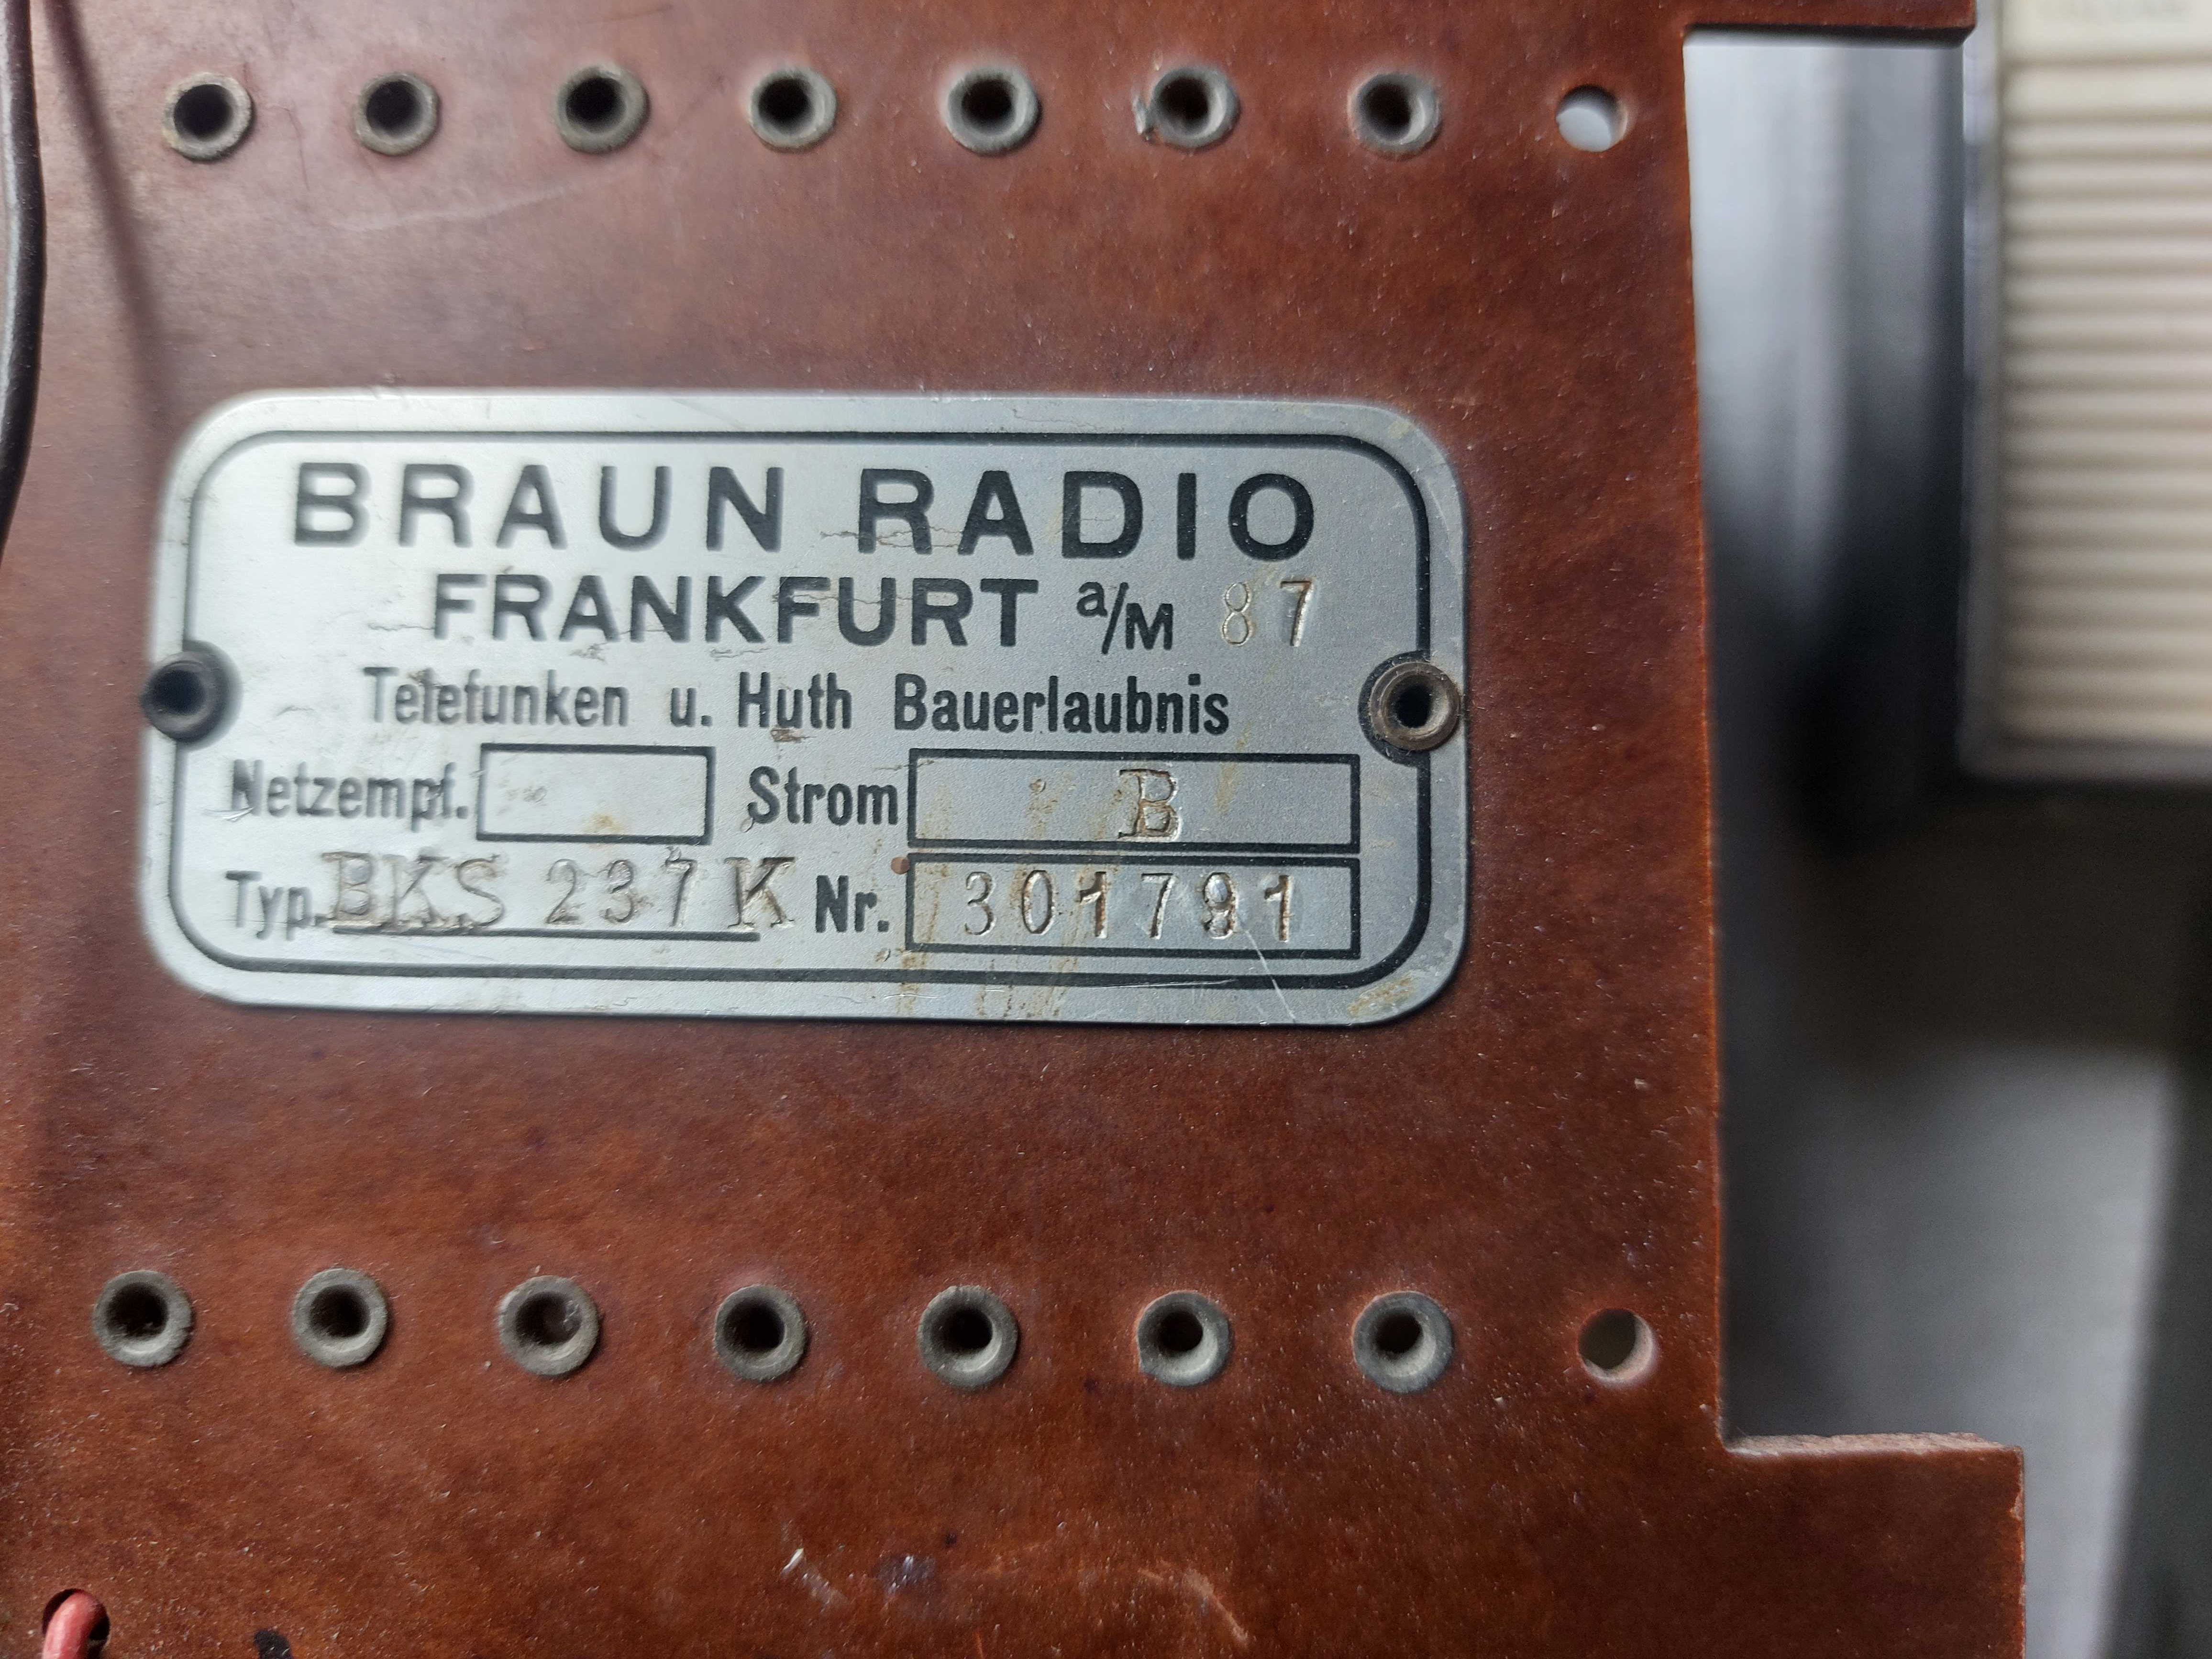 BRAUN RADIO
FRANKFURT a/M 87
Telefunken u. Huth Bauerlaubnis
Netzempf. Strom B
Typ. BKS 237 K Nr. 301791